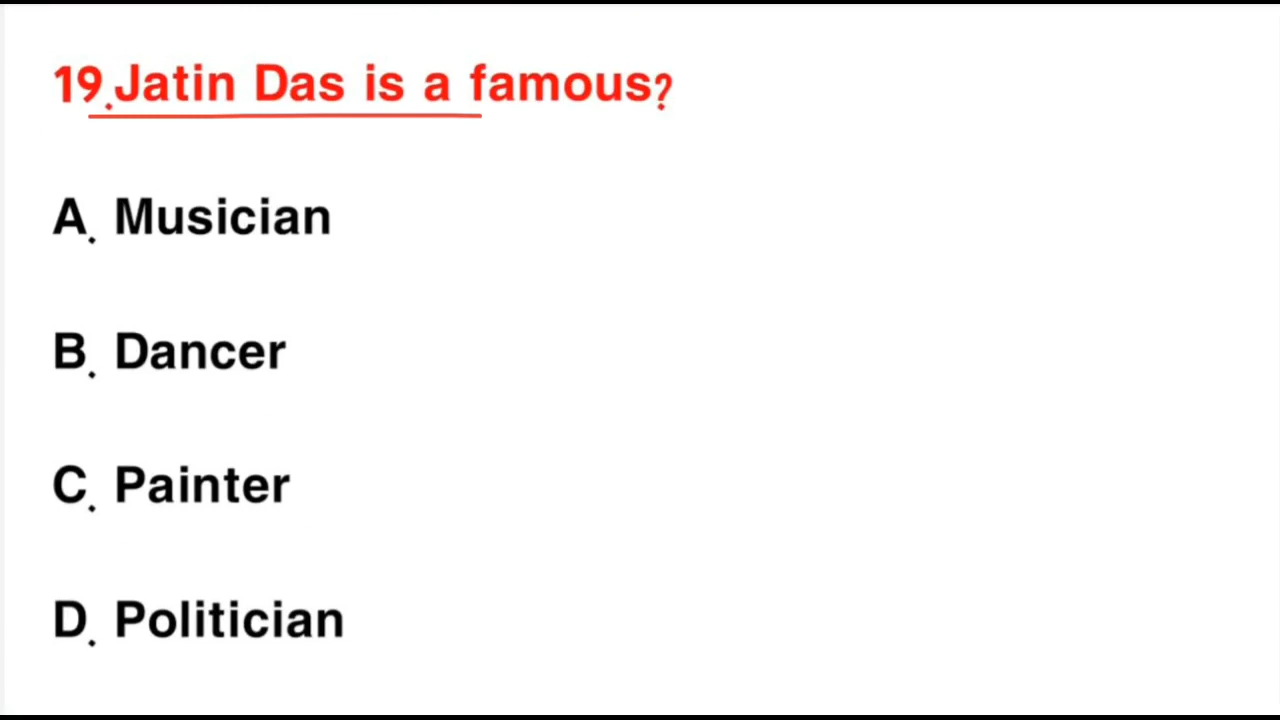 19.Jatin Das is a famous?
A. Musician
B. Dancer
C. Painter
D. Politician